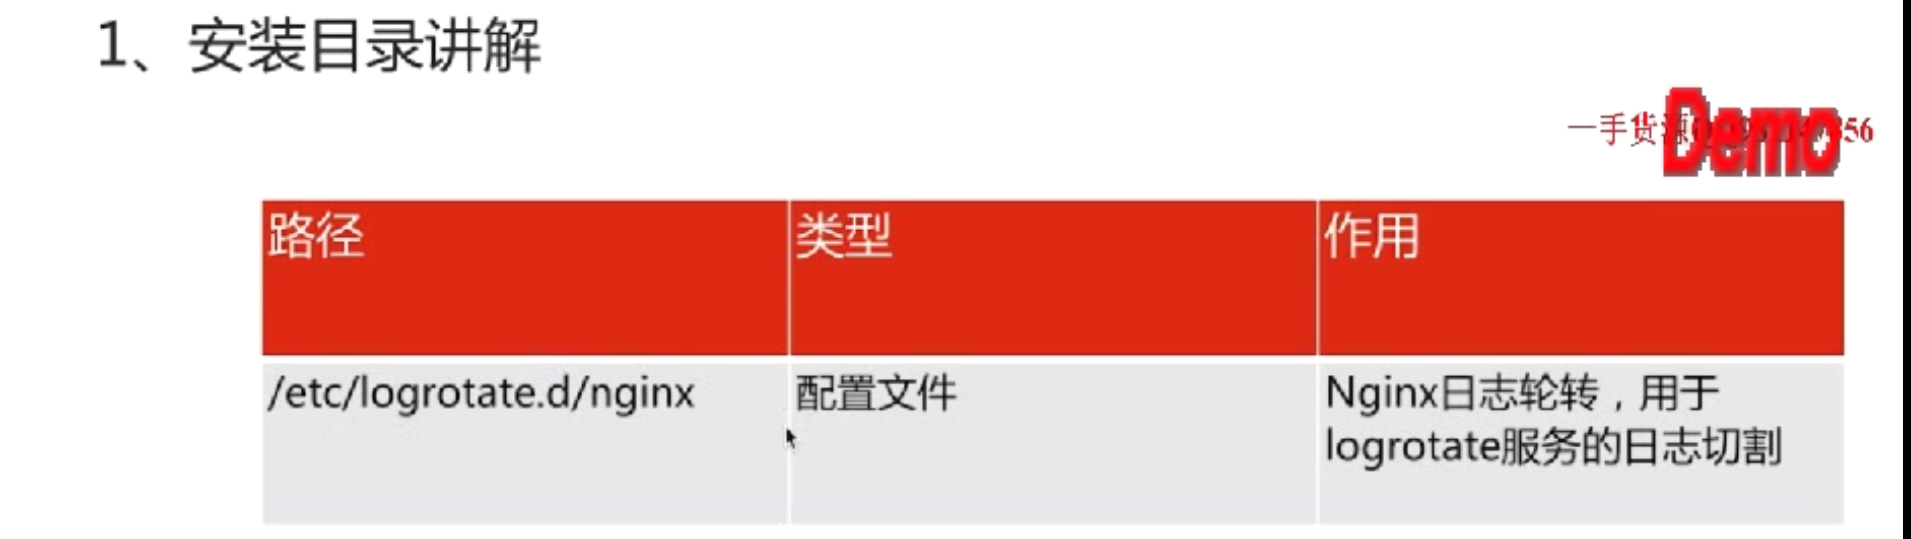 1、安装目录讲解
一手货源
Demo
56
路径
类型
作用
/etc/logrotate.d/nginx
配置文件
Nginx日志轮转，用于
logrotate服务的日志切割